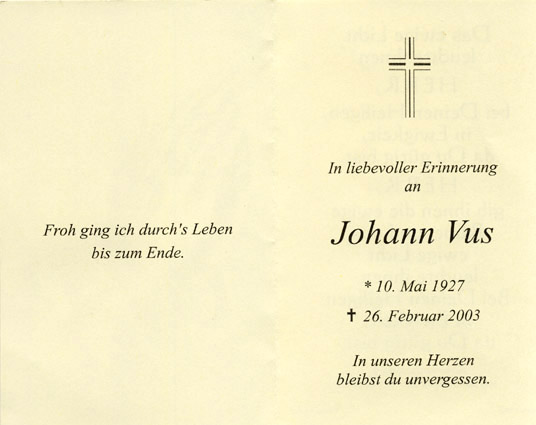 Froh ging ich durch's Leben
bis zum Ende.
In liebevoller Erinnerung
an
Johann Vus
* 10. Mai 1927
✝ 26. Februar 2003
In unseren Herzen
bleibst du unvergessen.